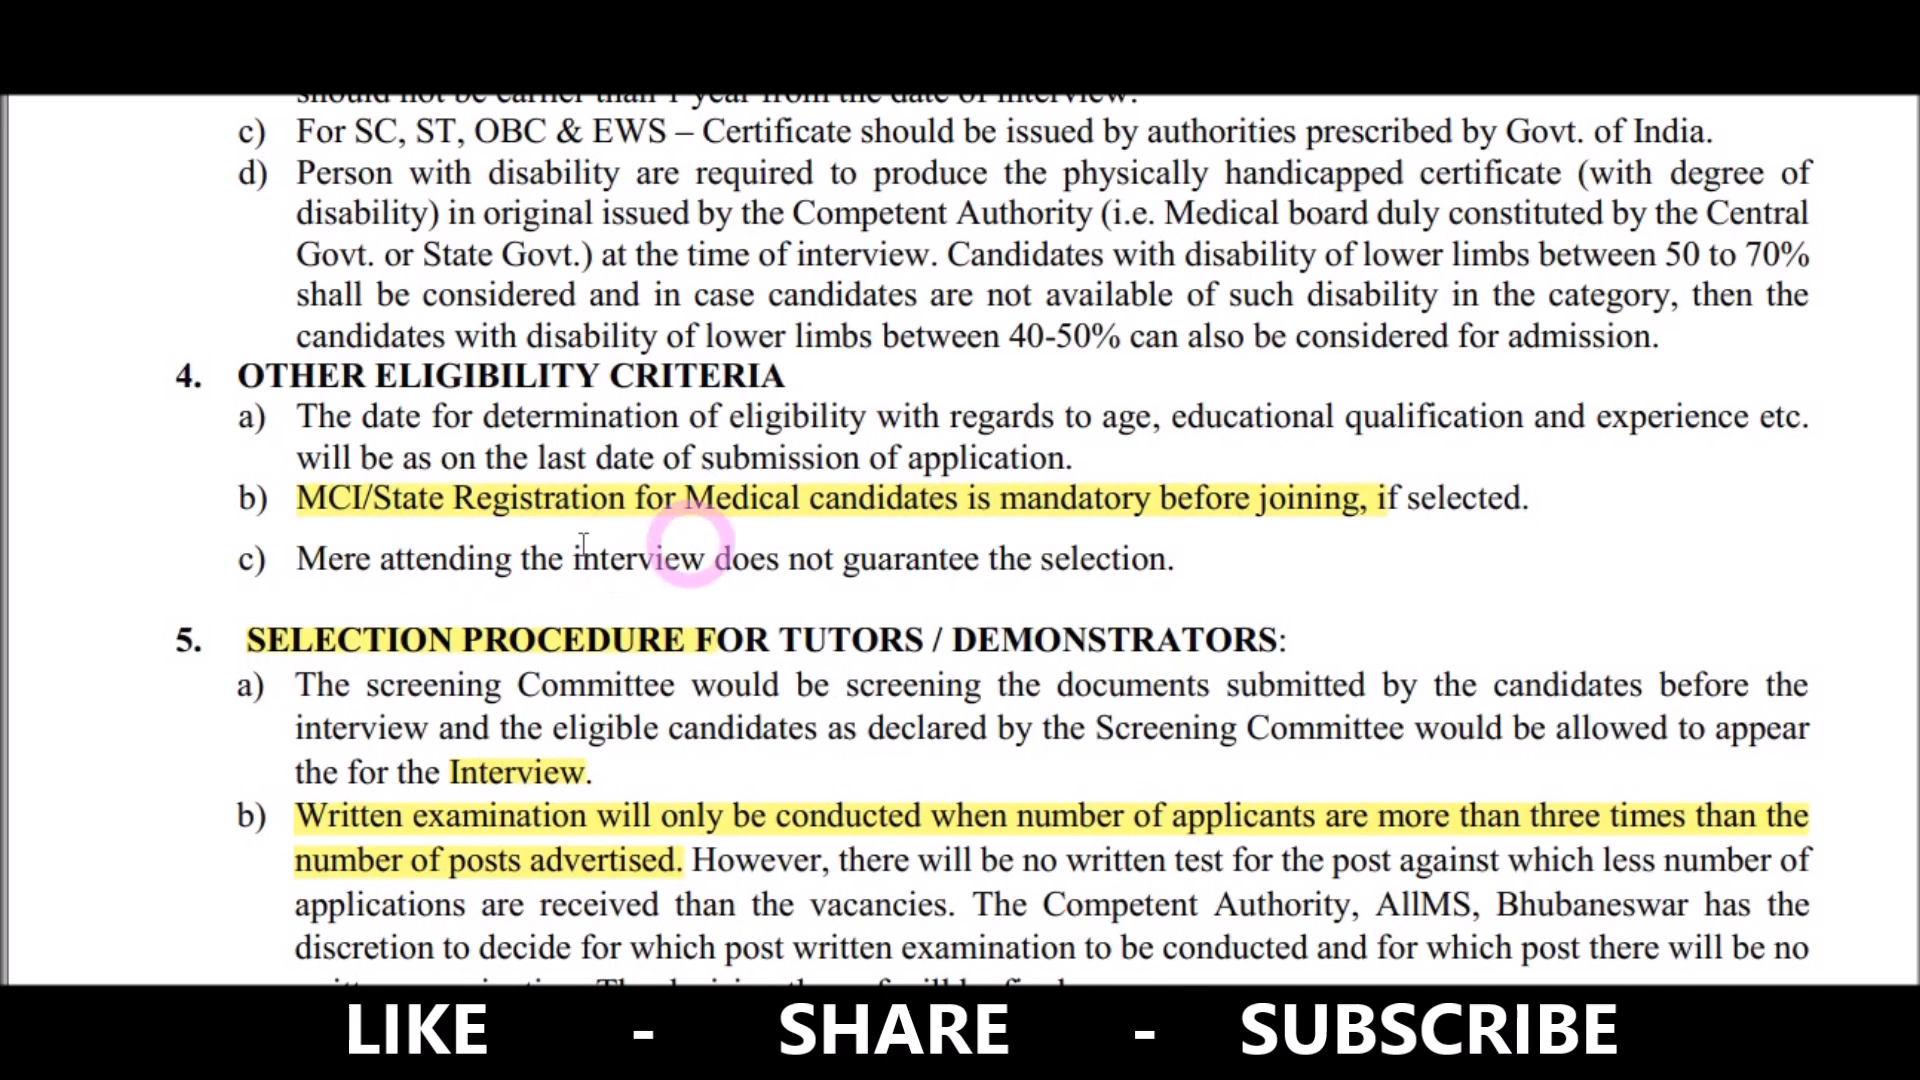 should not be earlier than 1 year from the date of interview.
c) For SC, ST, OBC & EWS – Certificate should be issued by authorities prescribed by Govt. of India.
d) Person with disability are required to produce the physically handicapped certificate (with degree of
disability) in original issued by the Competent Authority (i.e. Medical board duly constituted by the Central
Govt. or State Govt.) at the time of interview. Candidates with disability of lower limbs between 50 to 70%
shall be considered and in case candidates are not available of such disability in the category, then the
candidates with disability of lower limbs between 40-50% can also be considered for admission.
4. OTHER ELIGIBILITY CRITERIA
a) The date for determination of eligibility with regards to age, educational qualification and experience etc.
will be as on the last date of submission of application.
b) MCI/State Registration for Medical candidates is mandatory before joining, if selected.
c) Mere attending the interview does not guarantee the selection.
5. SELECTION PROCEDURE FOR TUTORS / DEMONSTRATORS:
a) The screening Committee would be screening the documents submitted by the candidates before the
interview and the eligible candidates as declared by the Screening Committee would be allowed to appear
the for the Interview.
b) Written examination will only be conducted when number of applicants are more than three times than the
number of posts advertised. However, there will be no written test for the post against which less number of
applications are received than the vacancies. The Competent Authority, AllMS, Bhubaneswar has the
discretion to decide for which post written examination to be conducted and for which post there will be no
LIKE - SHARE - SUBSCRIBE